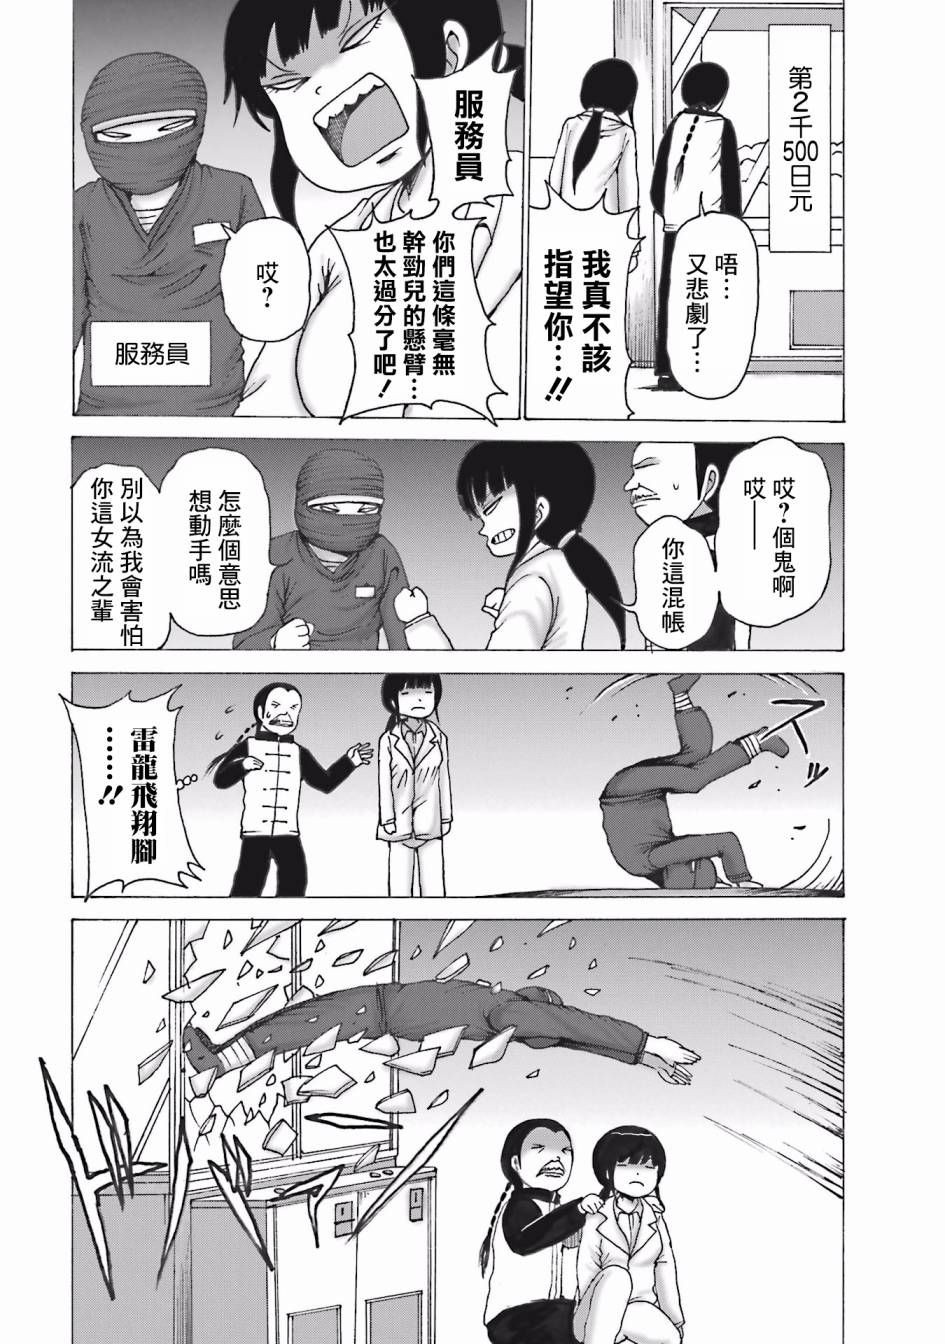 第2千500日元
唔…
又悲劇了…
我真不該
指望你…!!
服務員
你們這條毫無
幹勁兒的懸臂…
也太過分了吧!
哎?
服務員
哎?個鬼啊
哎——
你這混帳
怎麼個意思
想動手嗎
別以為我會害怕
你這女流之輩
スッ
雷龍飛翔腳
……!!